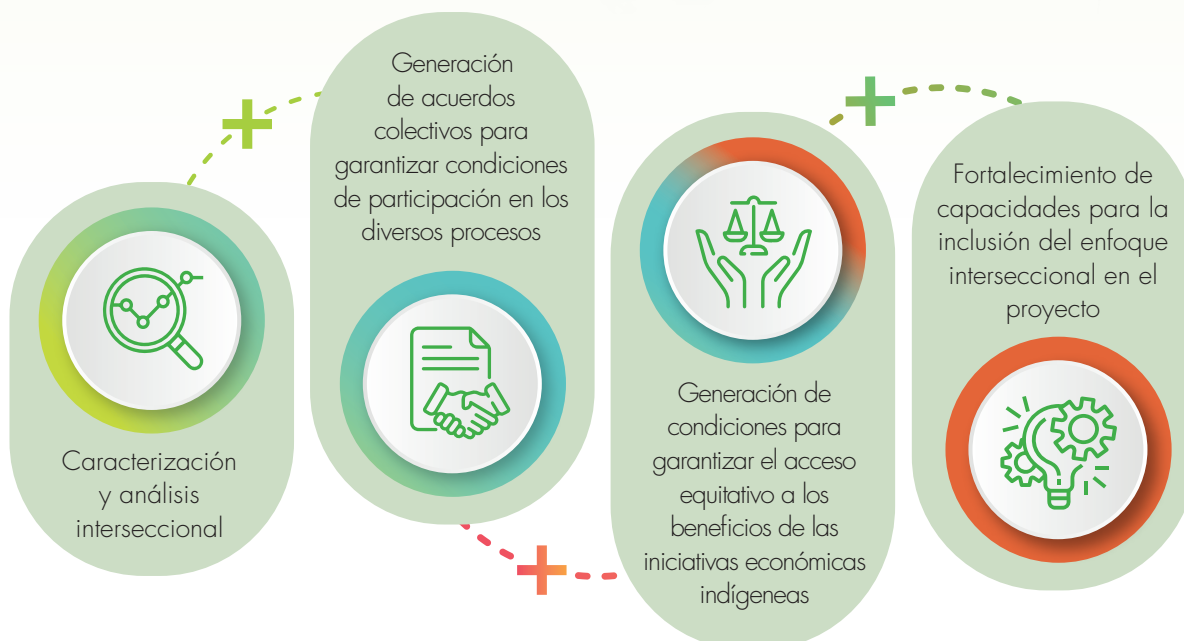 Caracterización
y análisis
interseccional
Generación
de acuerdos
colectivos para
garantizar condiciones
de participación en los
diversos procesos
Generación de
condiciones para
garantizar el acceso
equitativo a los
beneficios de las
iniciativas económicas
indígeneas
Fortalecimiento de
capacidades para la
inclusión del enfoque
interseccional en el
proyecto